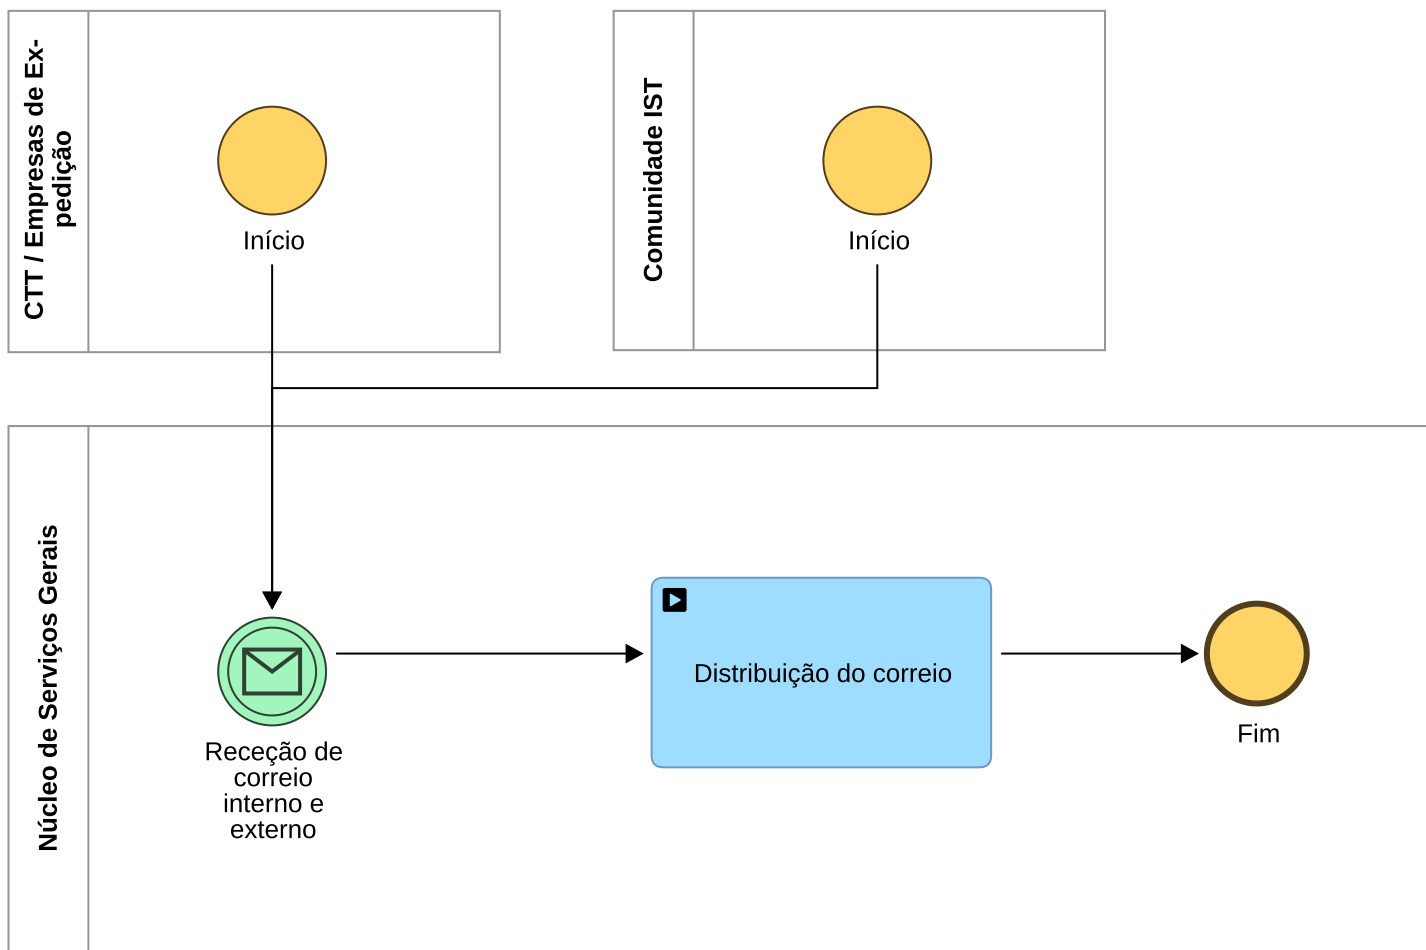 CTT / Empresas de Ex-
pedição
Início
Comunidade IST
Início
Núcleo de Serviços Gerais
Receção de
correio
interno e
externo
Distribuição do correio
Fim